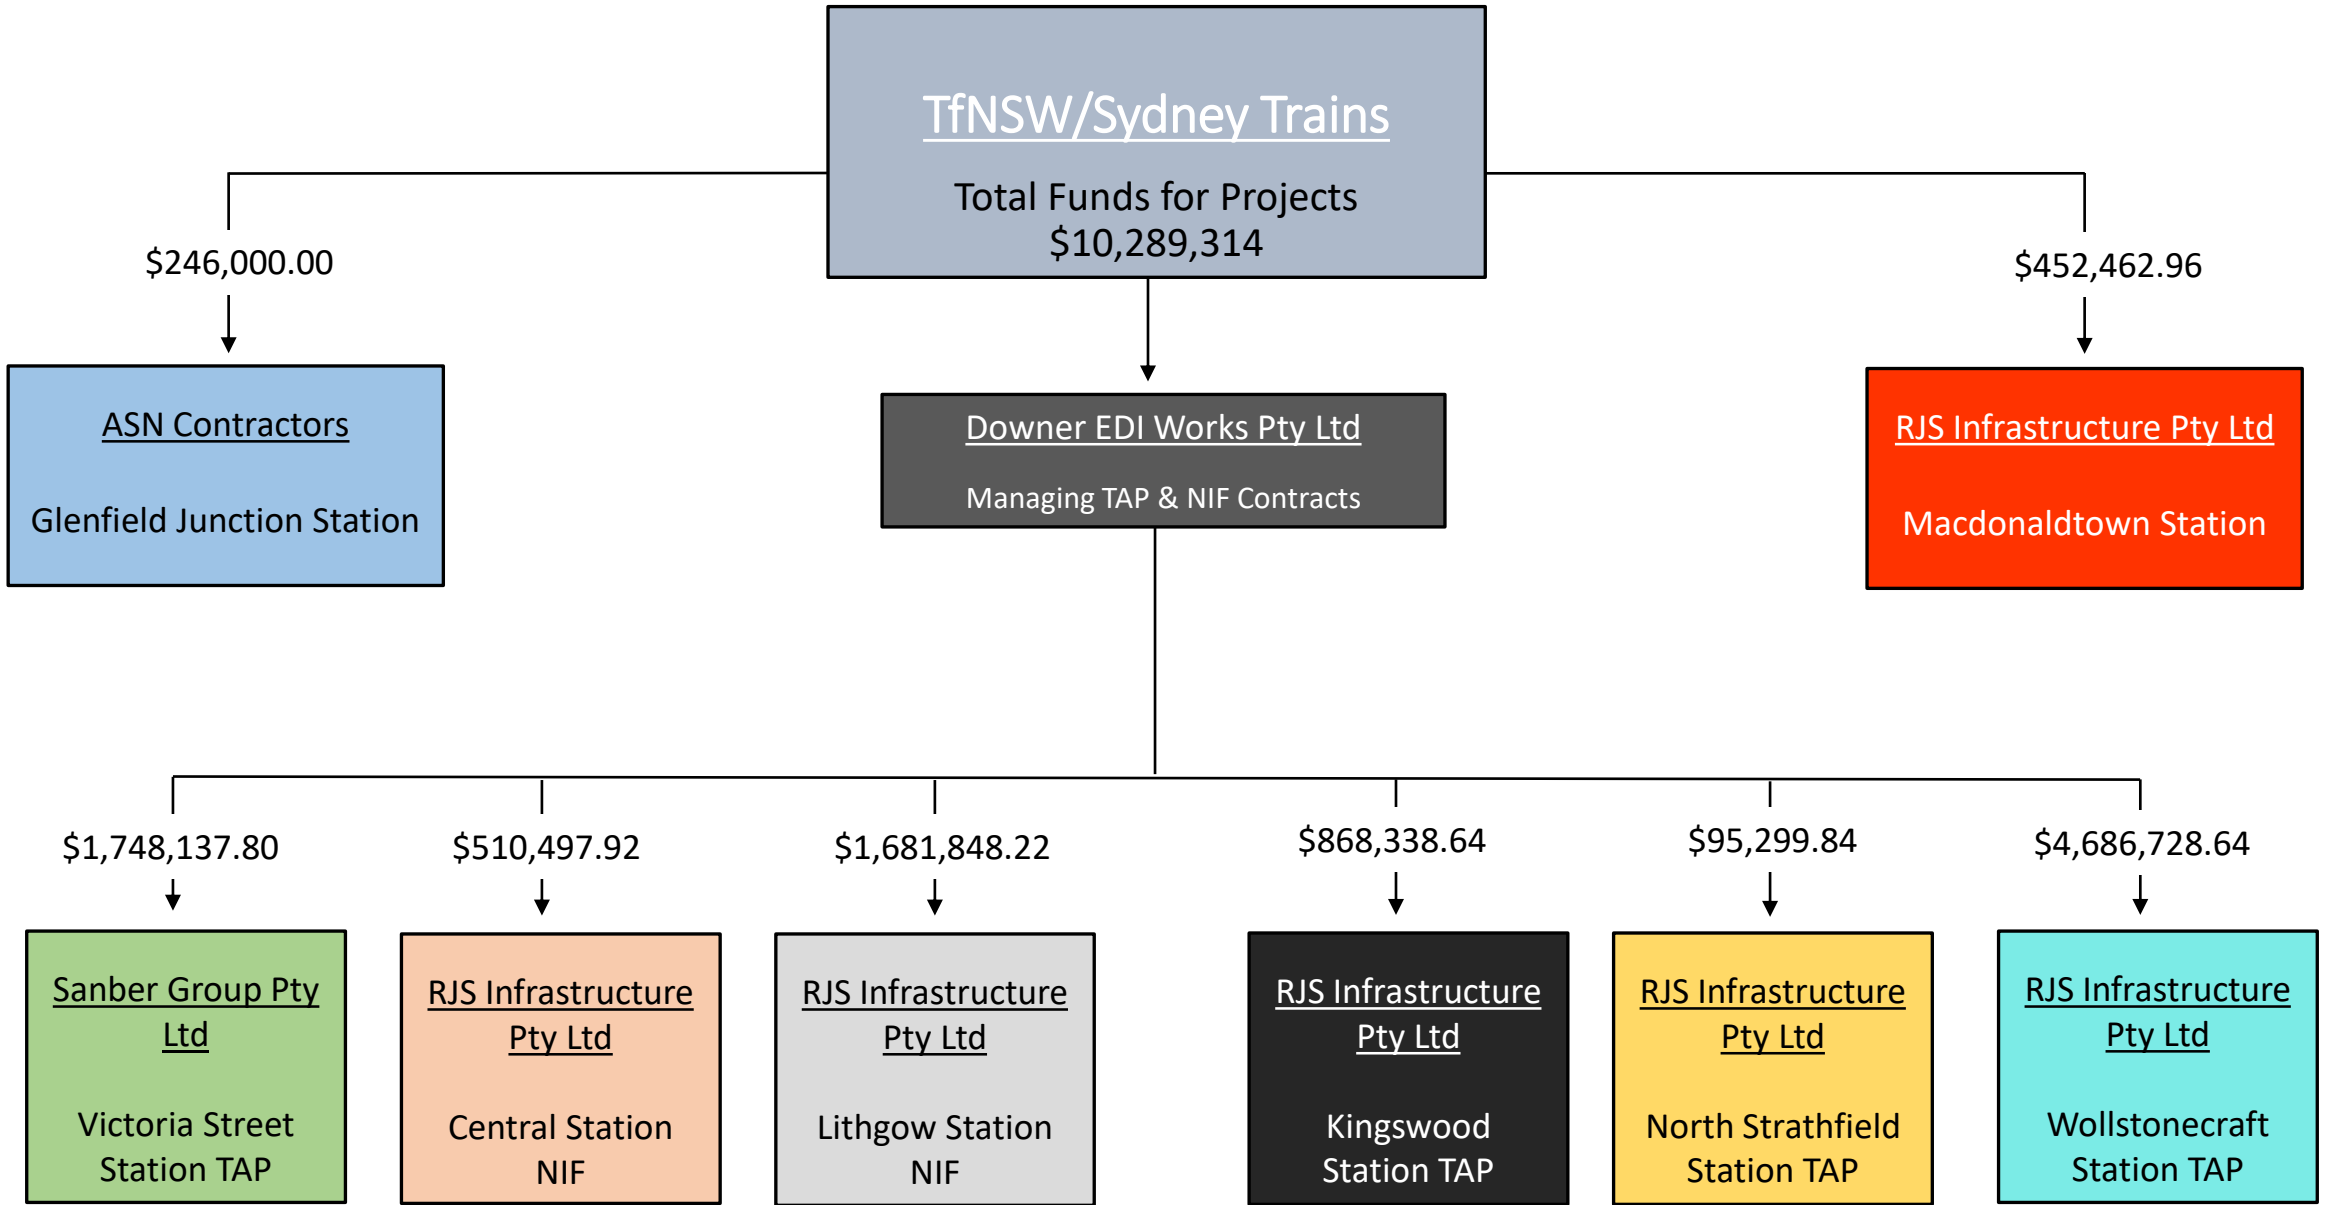 TfNSW/Sydney Trains
Total Funds for Projects
$10,289,314
$246,000.00
$452,462.96
ASN Contractors
Glenfield Junction Station
Downer EDI Works Pty Ltd
Managing TAP & NIF Contracts
RJS Infrastructure Pty Ltd
Macdonaldtown Station
$1,748,137.80
$510,497.92
$1,681,848.22
$868,338.64
$95,299.84
$4,686,728.64
Sanber Group Pty
Ltd
Victoria Street
Station TAP
RJS Infrastructure
Pty Ltd
Central Station
NIF
RJS Infrastructure
Pty Ltd
Lithgow Station
NIF
RJS Infrastructure
Pty Ltd
Kingswood
Station TAP
RJS Infrastructure
Pty Ltd
North Strathfield
Station TAP
RJS Infrastructure
Pty Ltd
Wollstonecraft
Station TAP